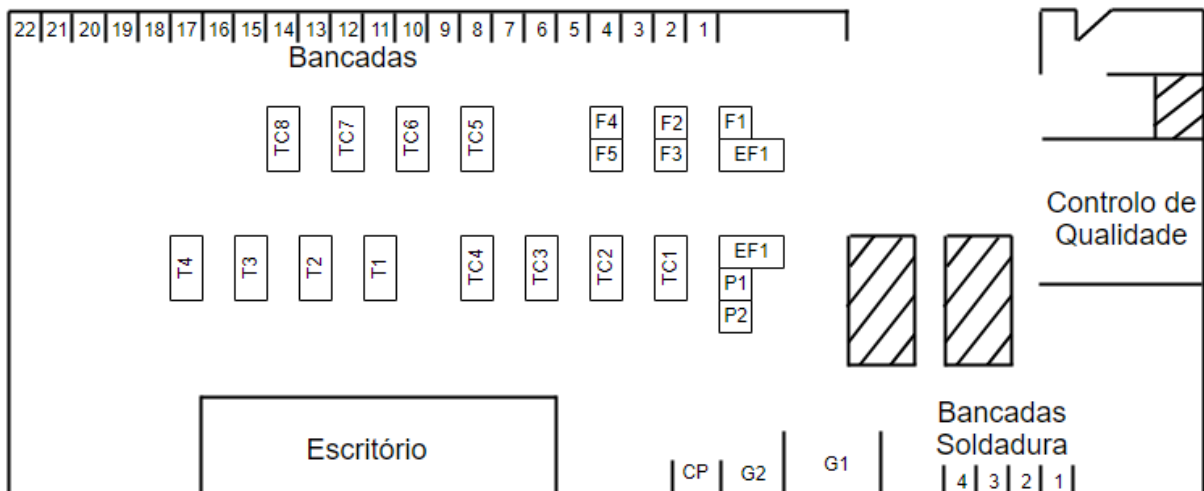 22 21 20 19 18 17 16 15 14 13 12 11 10 9 8 7 6 5 4 3 2 1
Bancadas
TC8 TC7 TC6 TC5 F4 F2 F1
F5 F3 EF1
Controlo de
Qualidade
T4 T3 T2 T1 TC4 TC3 TC2 TC1 EF1
P1
P2
Bancadas
Soldadura
Escritório
CP G2 G1
4 3 2 1